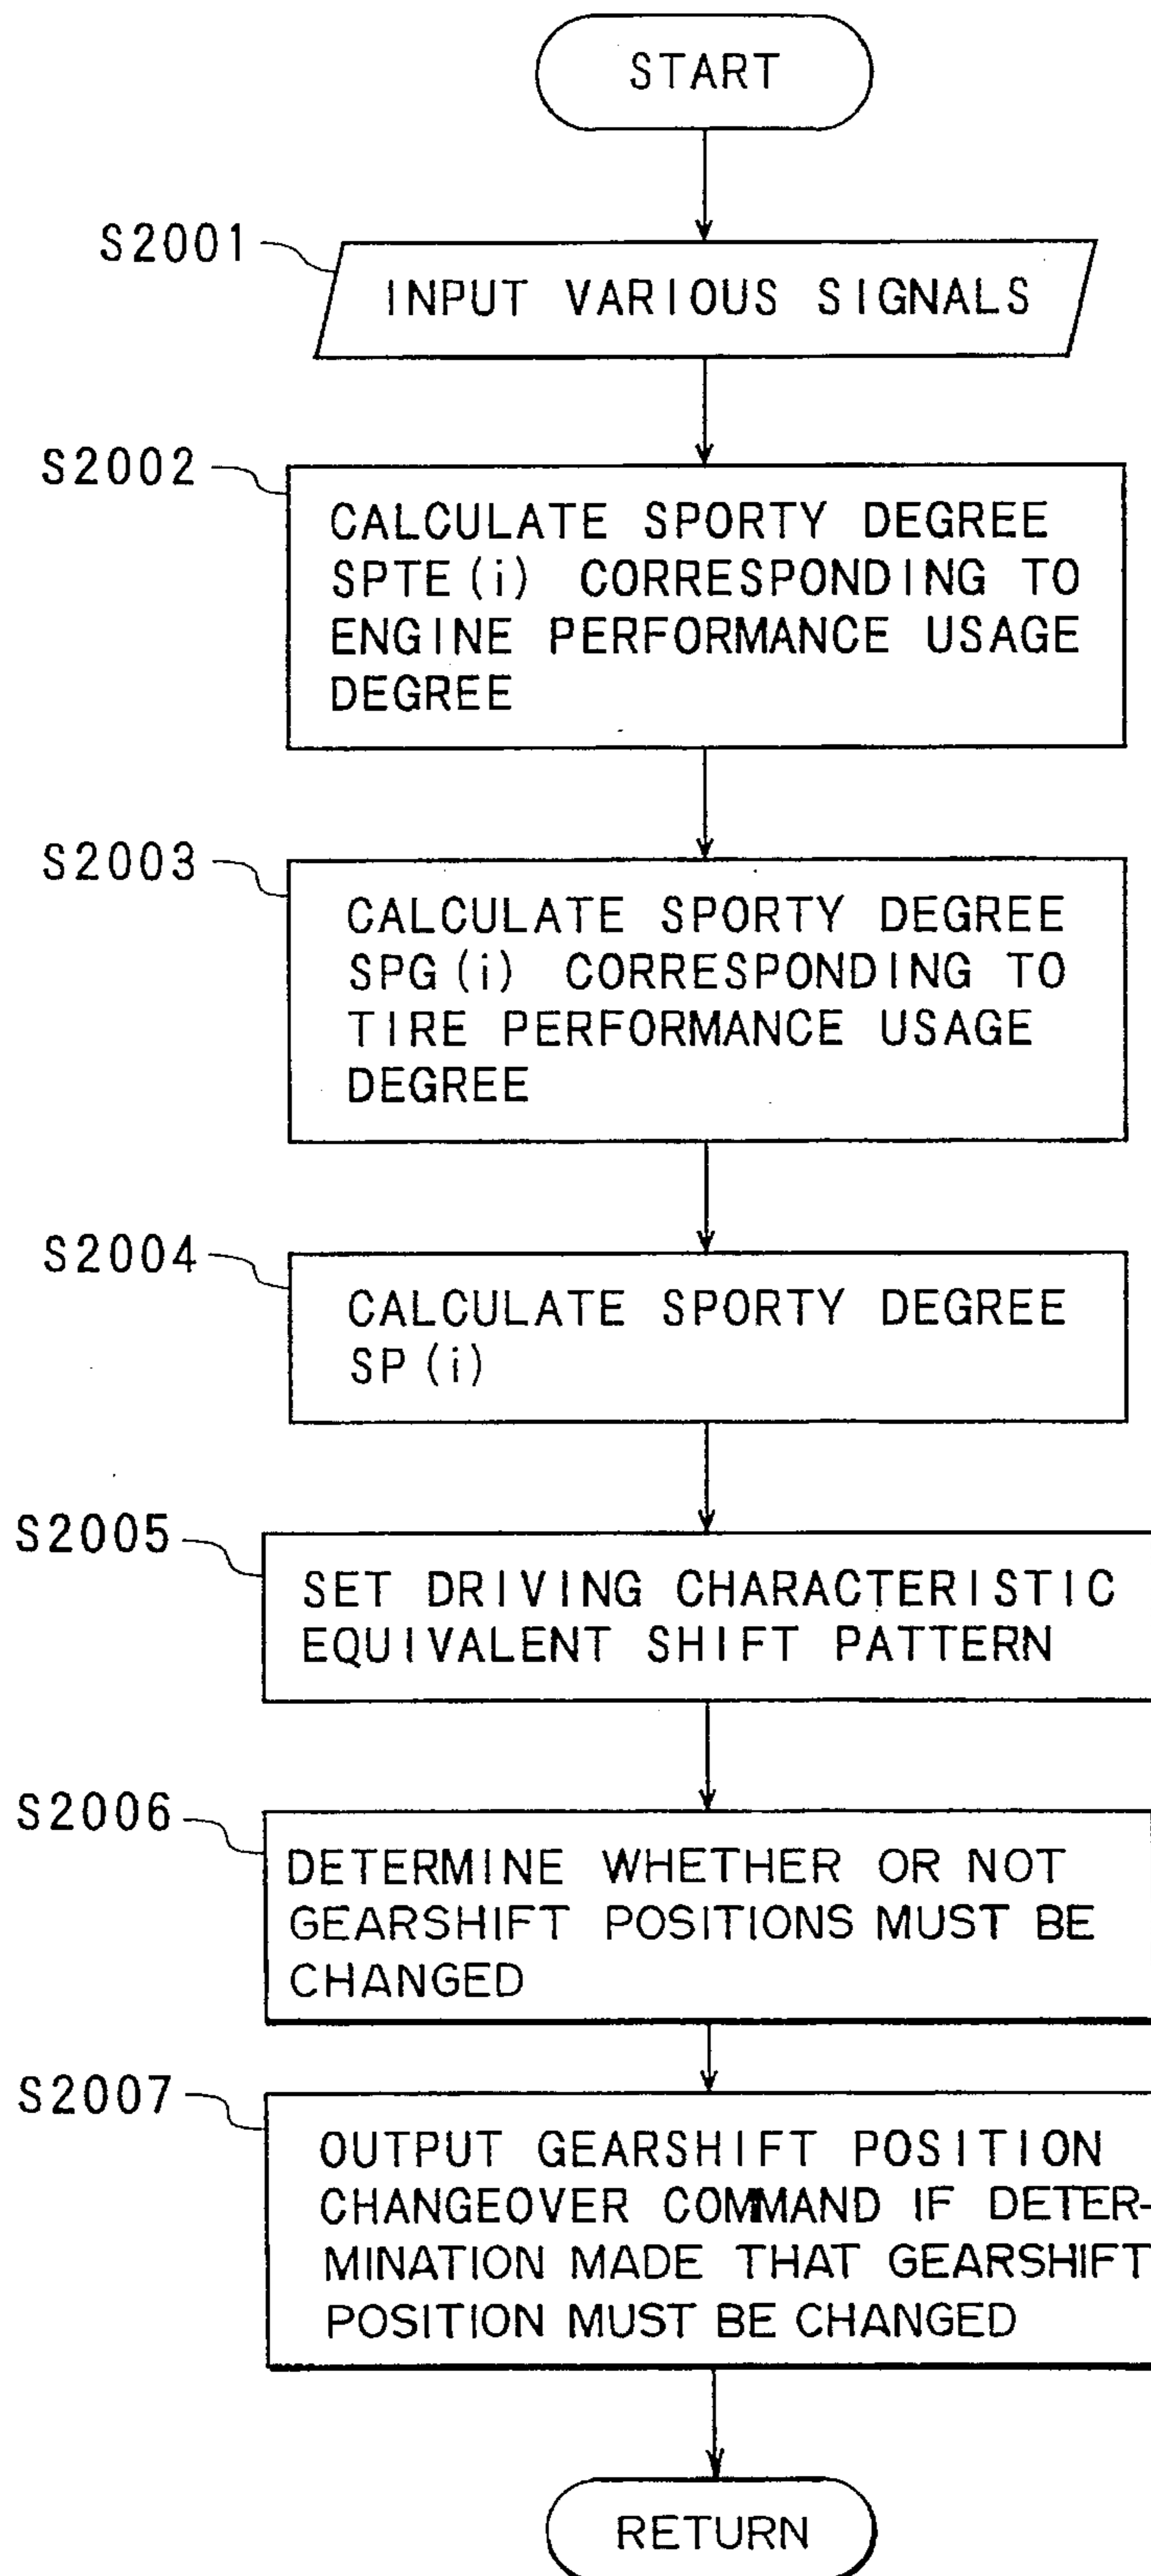 START
S2001
INPUT VARIOUS SIGNALS
S2002
CALCULATE SPORTY DEGREE
SPTE(i) CORRESPONDING TO
ENGINE PERFORMANCE USAGE
DEGREE
S2003
CALCULATE SPORTY DEGREE
SPG(i) CORRESPONDING TO
TIRE PERFORMANCE USAGE
DEGREE
S2004
CALCULATE SPORTY DEGREE
SP(i)
S2005
SET DRIVING CHARACTERISTIC
EQUIVALENT SHIFT PATTERN
S2006
DETERMINE WHETHER OR NOT
GEARSHIFT POSITIONS MUST BE
CHANGED
S2007
OUTPUT GEARSHIFT POSITION
CHANGEOVER COMMAND IF DETER-
MINATION MADE THAT GEARSHIFT
POSITION MUST BE CHANGED
RETURN